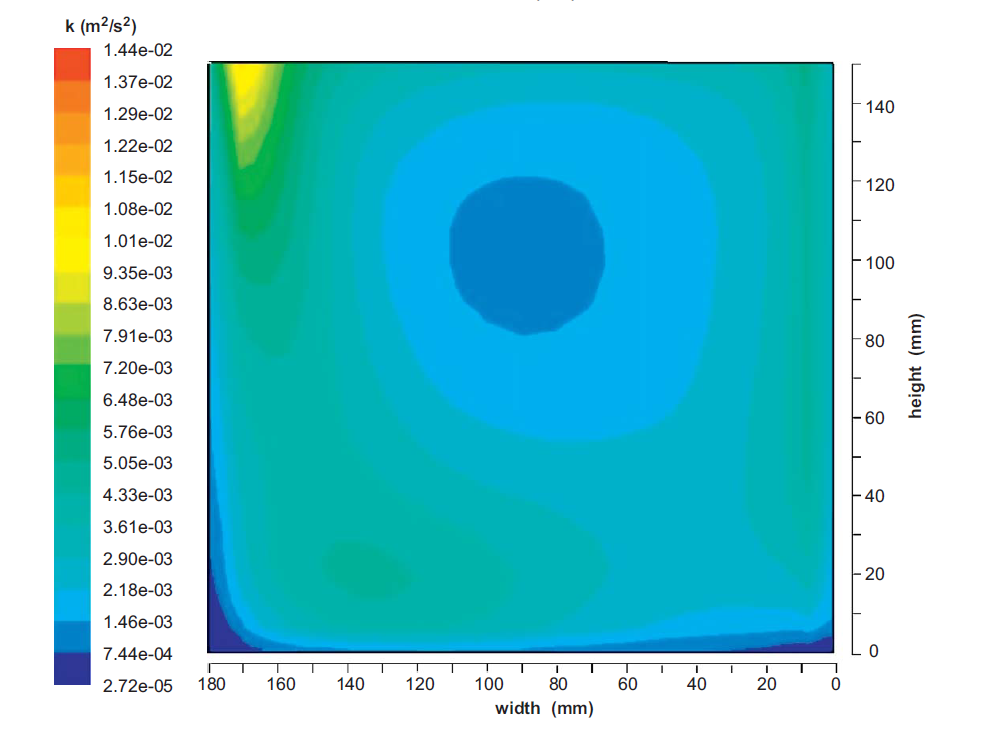 k (m²/s²)
1.44e-02
1.37e-02
1.29e-02
1.22e-02
1.15e-02
1.08e-02
1.01e-02
9.35e-03
8.63e-03
7.91e-03
7.20e-03
6.48e-03
5.76e-03
5.05e-03
4.33e-03
3.61e-03
2.90e-03
2.18e-03
1.46e-03
7.44e-04
2.72e-05
140
120
100
80
60
40
20
0
height (mm)
180 160 140 120 100 80 60 40 20 0
width (mm)